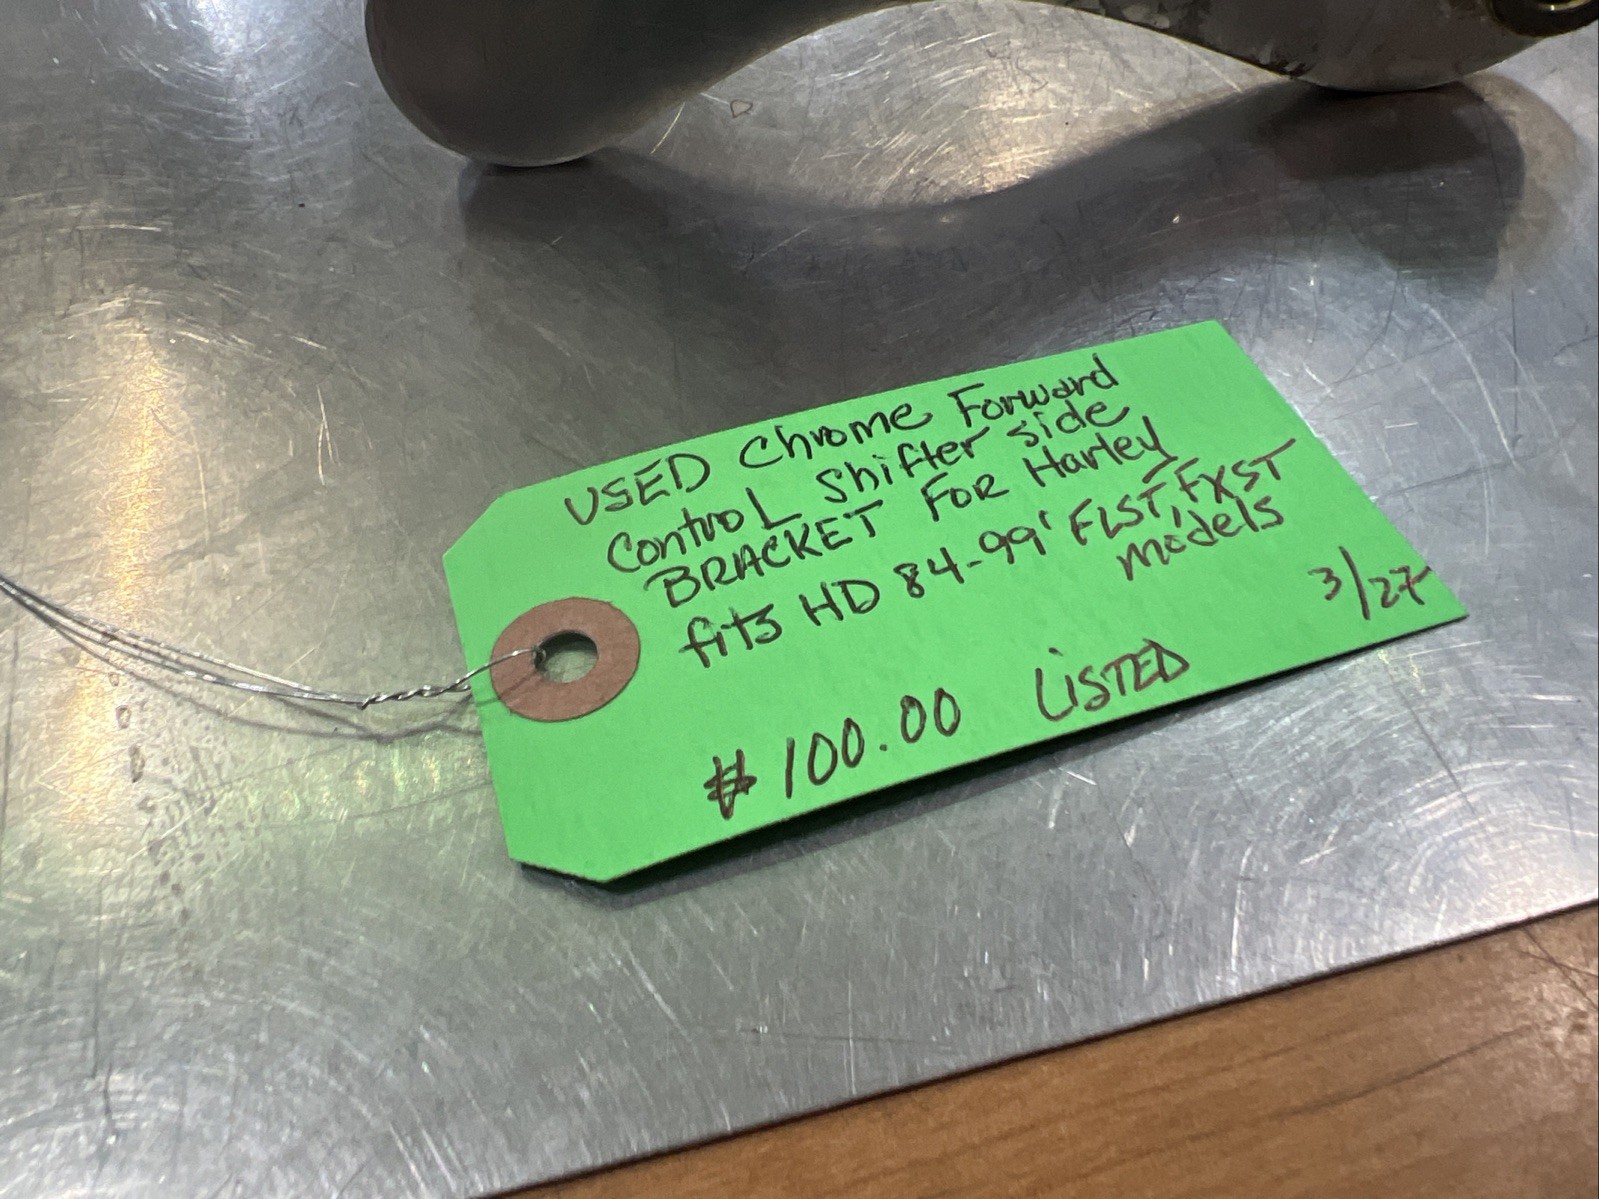 USED Chrome Forward
Control Shifter side
BRACKET FOR Harley
fits HD 84-99' FLST, FXST
models
3/27
$100.00 LiSTED